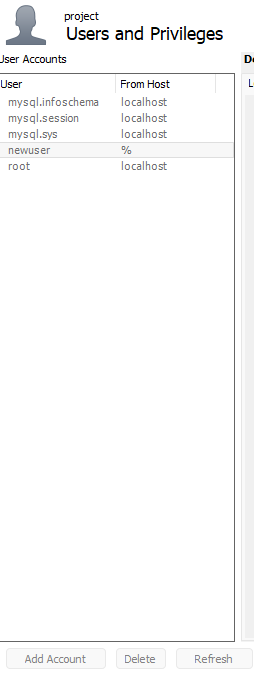 project
Users and Privileges
User Accounts
User From Host
mysql.infoschema localhost
mysql.session localhost
mysql.sys localhost
newuser %
root localhost
Add Account Delete Refresh